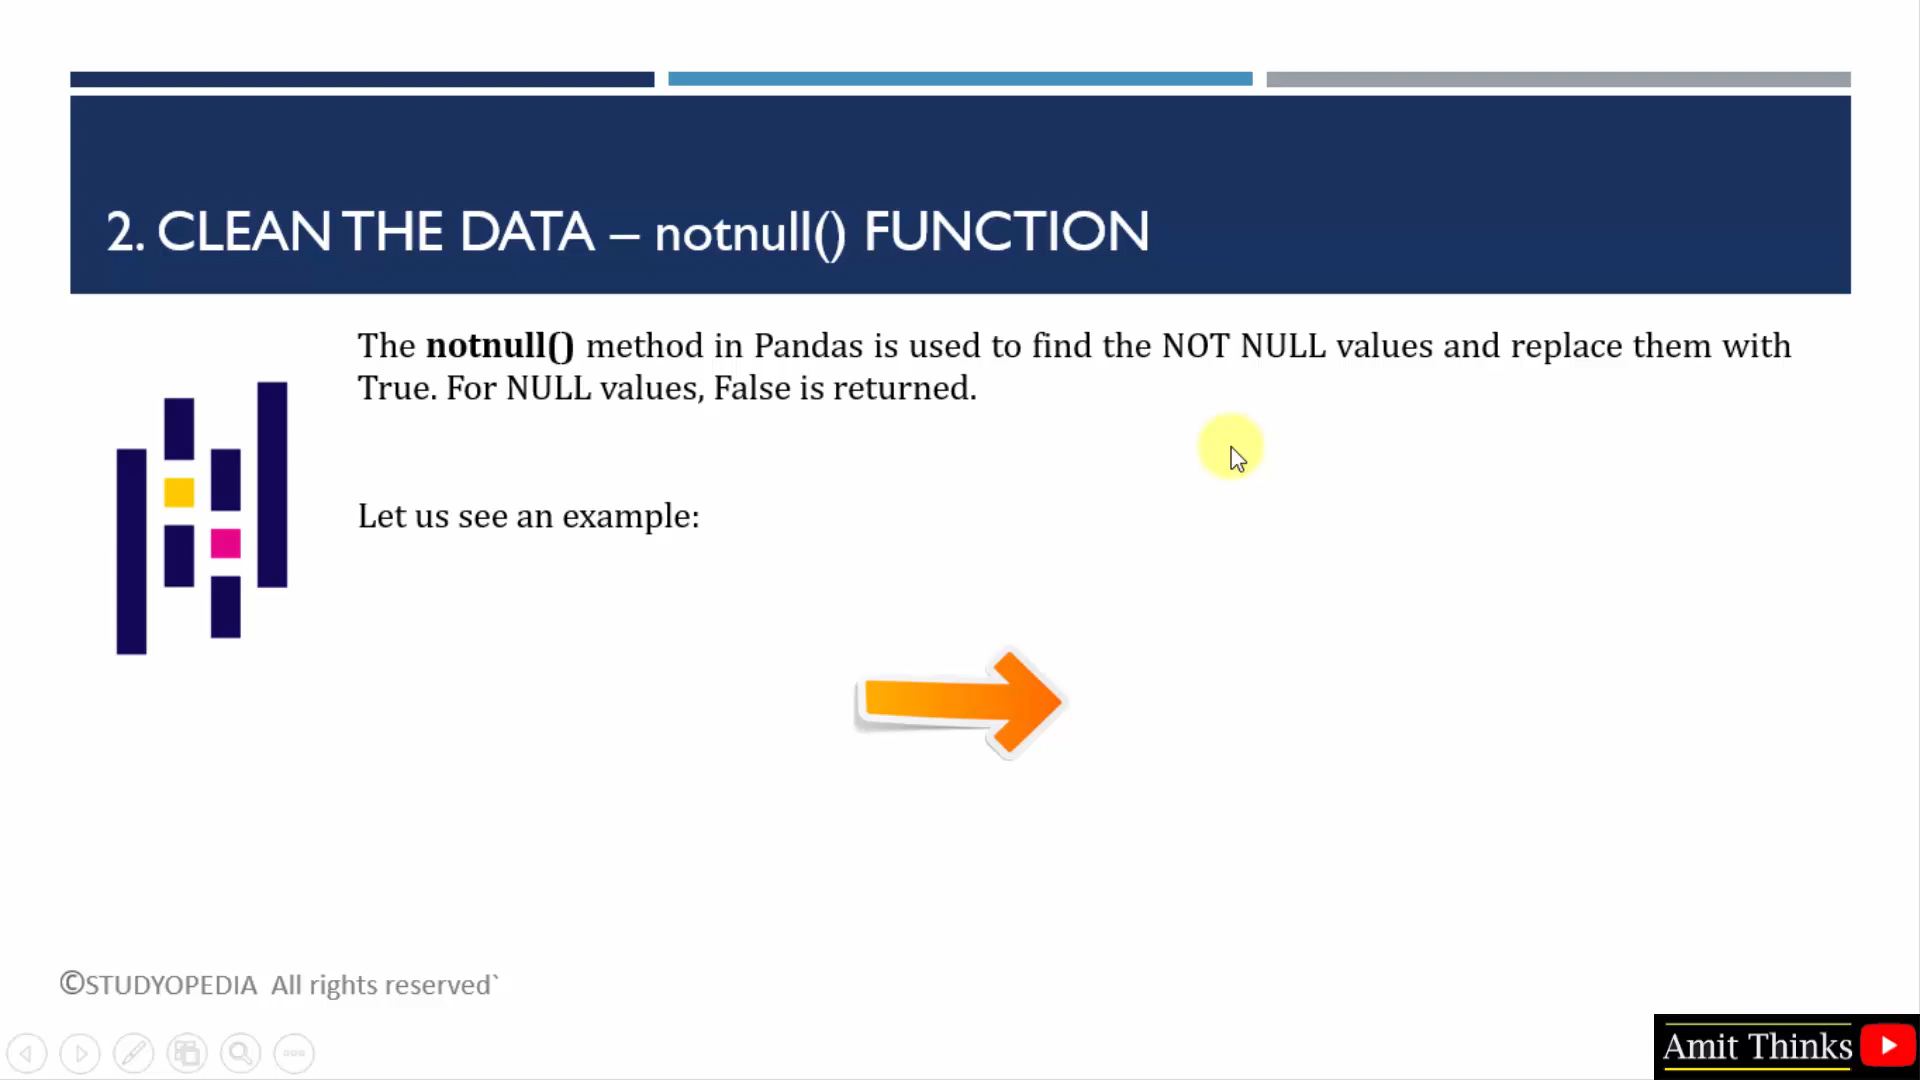 2. CLEAN THE DATA – notnull() FUNCTION
The notnull() method in Pandas is used to find the NOT NULL values and replace them with
True. For NULL values, False is returned.
Let us see an example:
©STUDYOPEDIA All rights reserved`
Amit Thinks